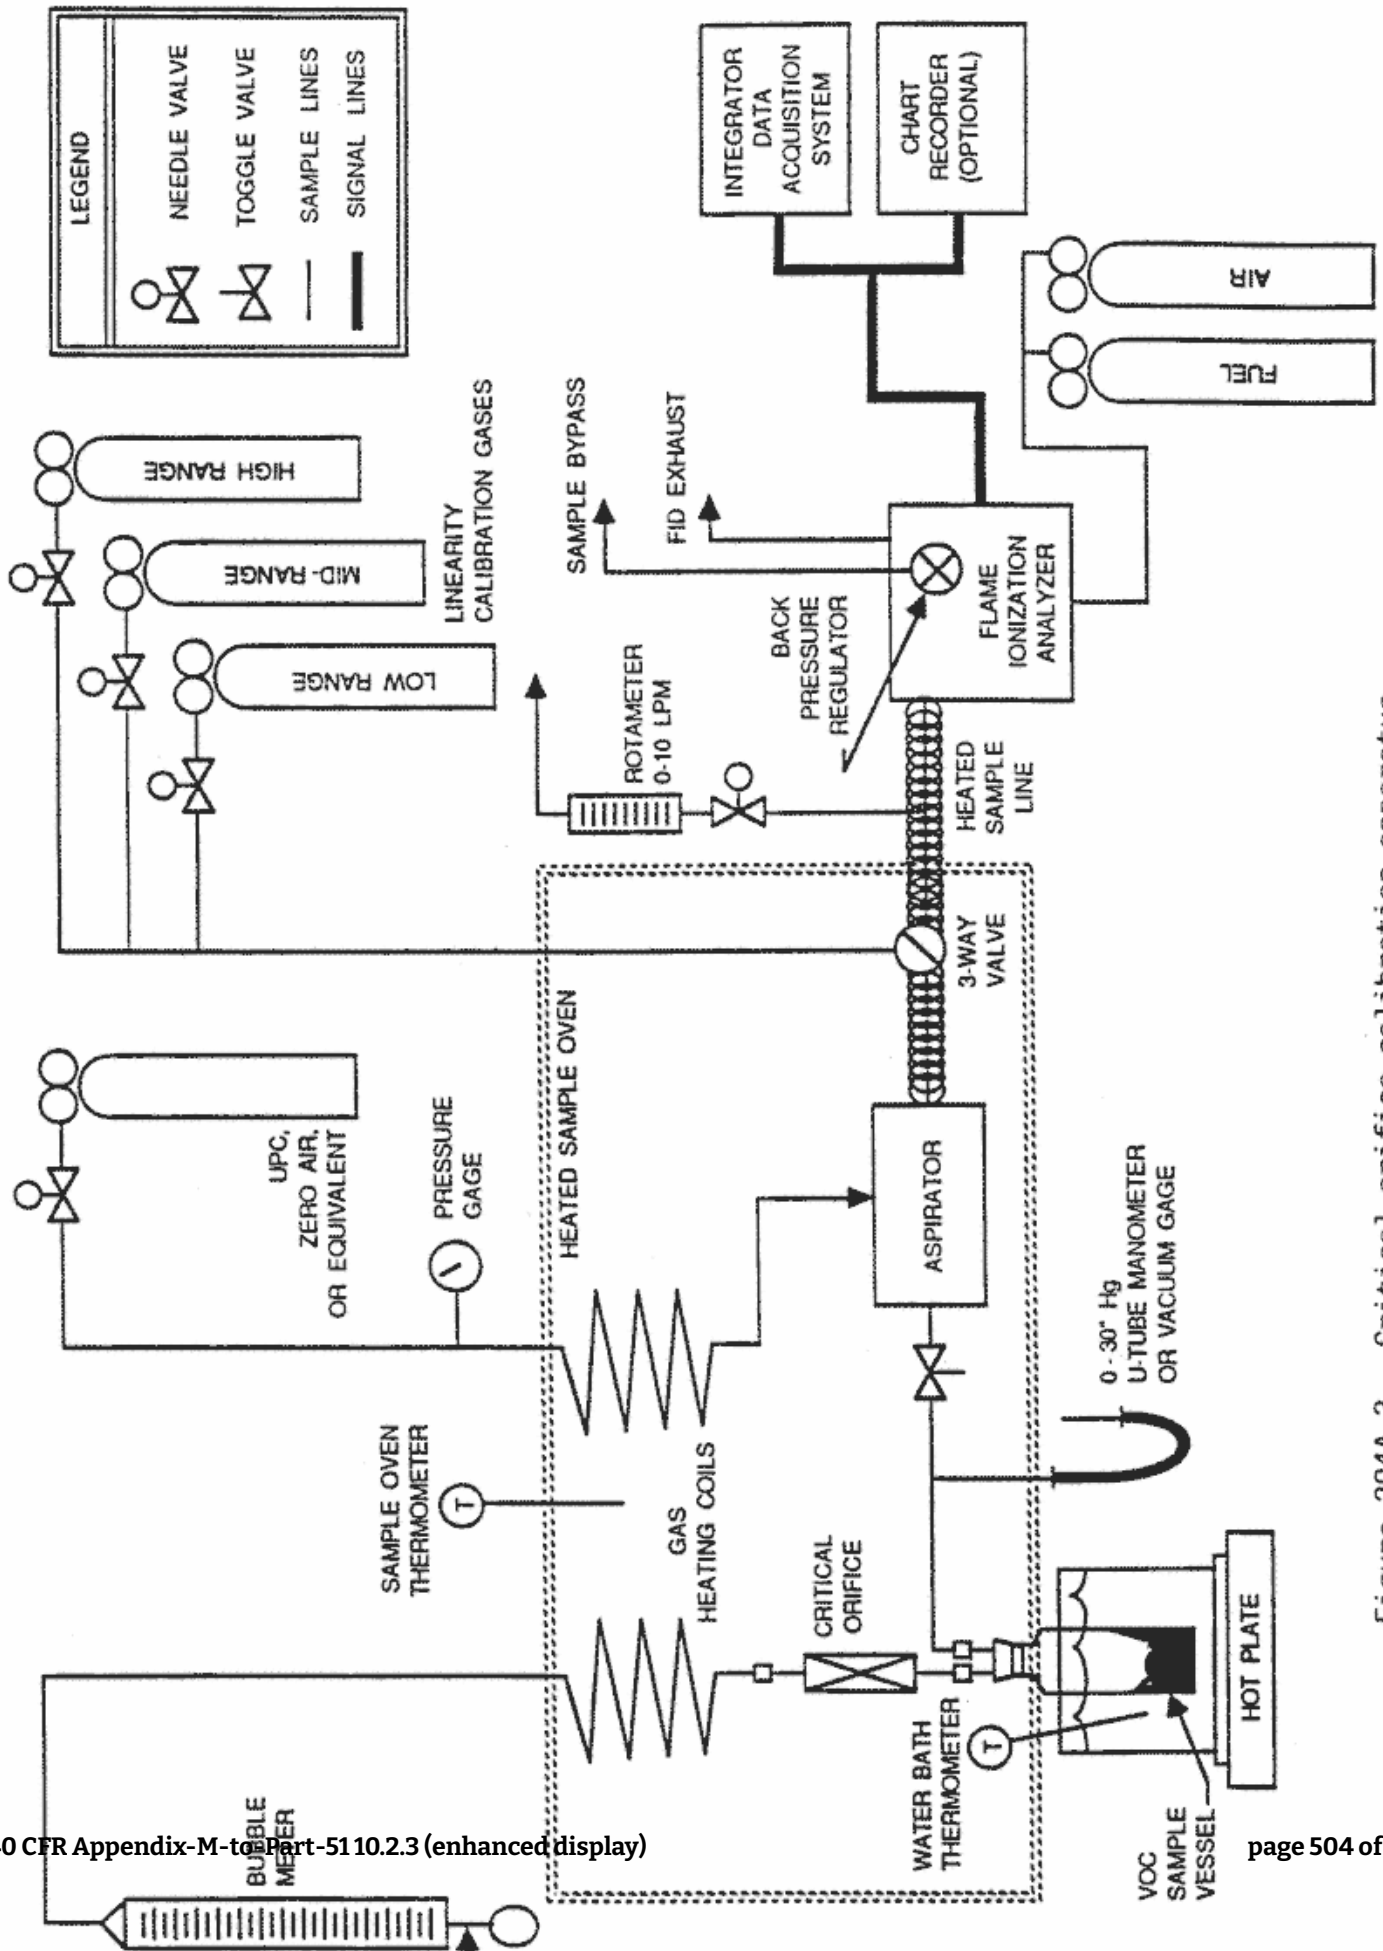 LEGEND
NEEDLE VALVE
TOGGLE VALVE
SAMPLE LINES
SIGNAL LINES
HIGH RANGE
MID-RANGE
LOW RANGE
LINEARITY
CALIBRATION GASES
UPC,
ZERO AIR,
OR EQUIVALENT
PRESSURE
GAGE
SAMPLE OVEN
THERMOMETER
T
HEATED SAMPLE OVEN
GAS
HEATING COILS
CRITICAL
ORIFICE
BUBBLE
METER
ROTAMETER
0-10 LPM
SAMPLE BYPASS
FID EXHAUST
BACK
PRESSURE
REGULATOR
INTEGRATOR
DATA
ACQUISITION
SYSTEM
CHART
RECORDER
(OPTIONAL)
FLAME
IONIZATION
ANALYZER
FUEL
AIR
HEATED
SAMPLE
LINE
3-WAY
VALVE
ASPIRATOR
0 - 30" Hg
U-TUBE MANOMETER
OR VACUUM GAGE
WATER BATH
THERMOMETER
T
VOC
SAMPLE
VESSEL
HOT PLATE
0 CFR Appendix-M-to-Part-51 10.2.3 (enhanced display)
page 504 of